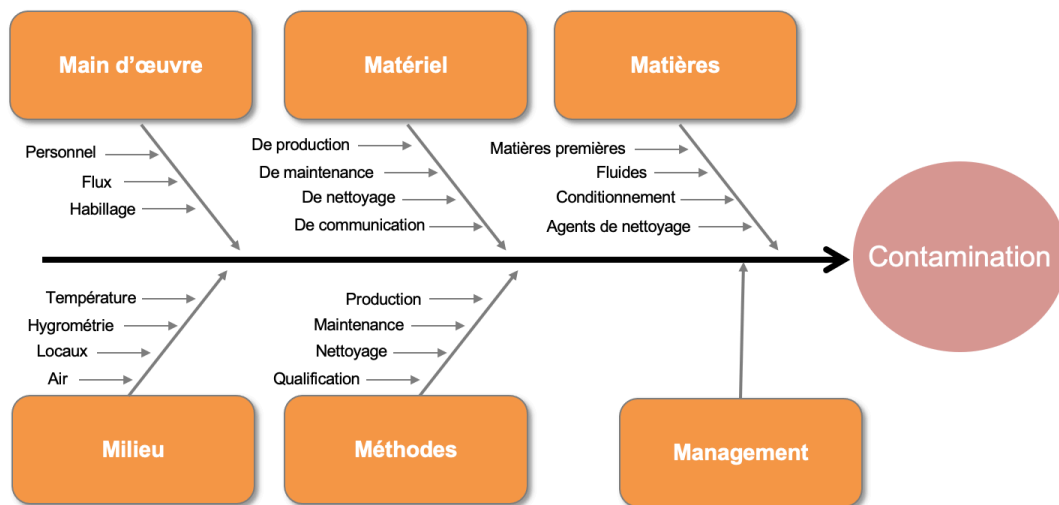 Main d’œuvre
Matériel
Matières
Personnel
Flux
Habillage
De production
De maintenance
De nettoyage
De communication
Matières premières
Fluides
Conditionnement
Agents de nettoyage
Contamination
Température
Hygrométrie
Locaux
Air
Production
Maintenance
Nettoyage
Qualification
Milieu
Méthodes
Management